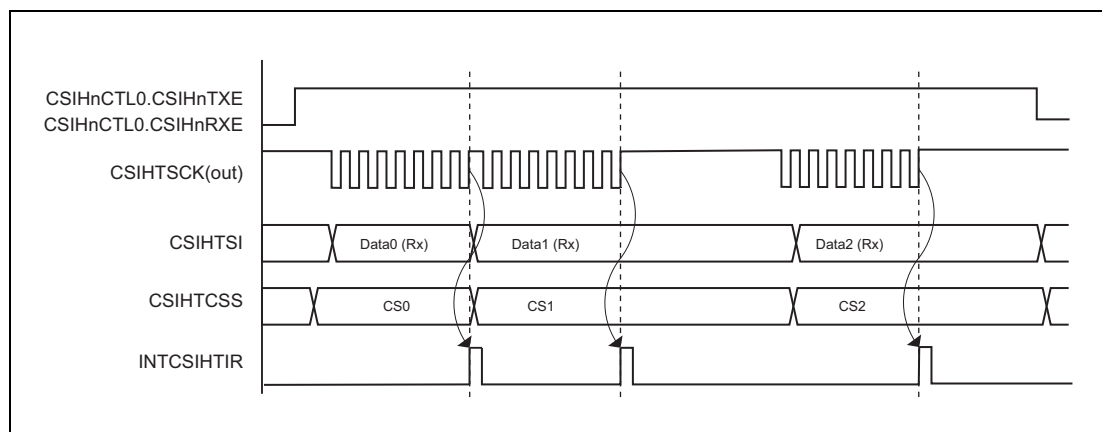 CSIHnCTL0.CSIHnTXE
CSIHnCTL0.CSIHnRXE
CSIHTSCK(out)
CSIHTSI
Data0 (Rx)
Data1 (Rx)
Data2 (Rx)
CSIHTCSS
CS0
CS1
CS2
INTCSIHTIR